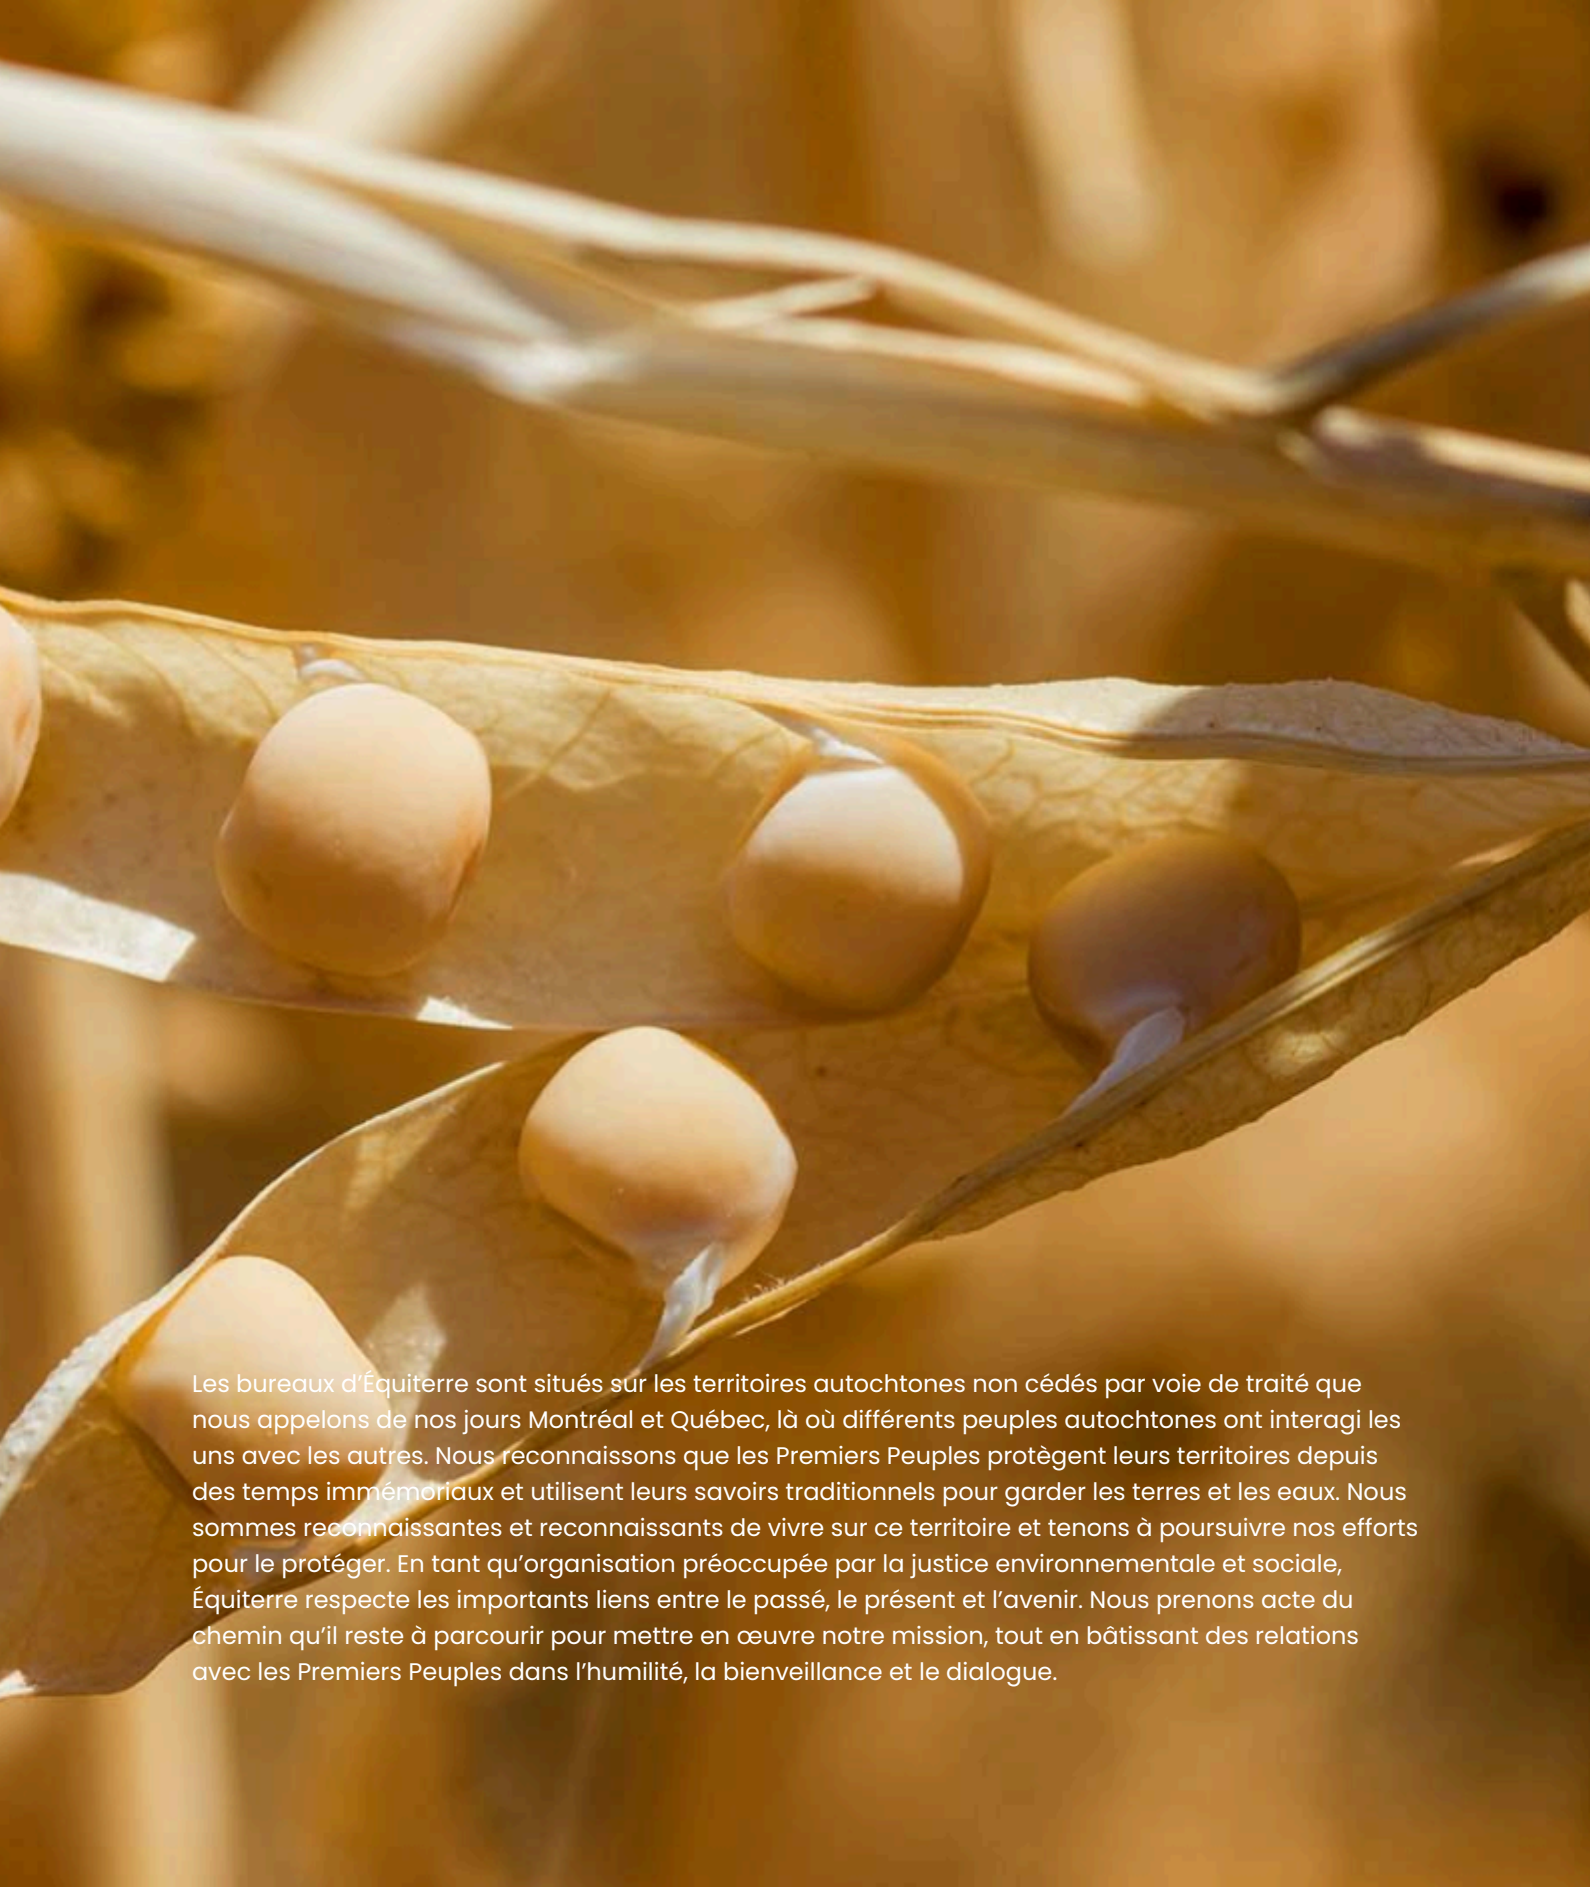 Les bureaux d’Équiterre sont situés sur les territoires autochtones non cédés par voie de traité que
nous appelons de nos jours Montréal et Québec, là où différents peuples autochtones ont interagi les
uns avec les autres. Nous reconnaissons que les Premiers Peuples protègent leurs territoires depuis
des temps immémoriaux et utilisent leurs savoirs traditionnels pour garder les terres et les eaux. Nous
sommes reconnaissantes et reconnaissants de vivre sur ce territoire et tenons à poursuivre nos efforts
pour le protéger. En tant qu’organisation préoccupée par la justice environnementale et sociale,
Équiterre respecte les importants liens entre le passé, le présent et l’avenir. Nous prenons acte du
chemin qu’il reste à parcourir pour mettre en œuvre notre mission, tout en bâtissant des relations
avec les Premiers Peuples dans l’humilité, la bienveillance et le dialogue.